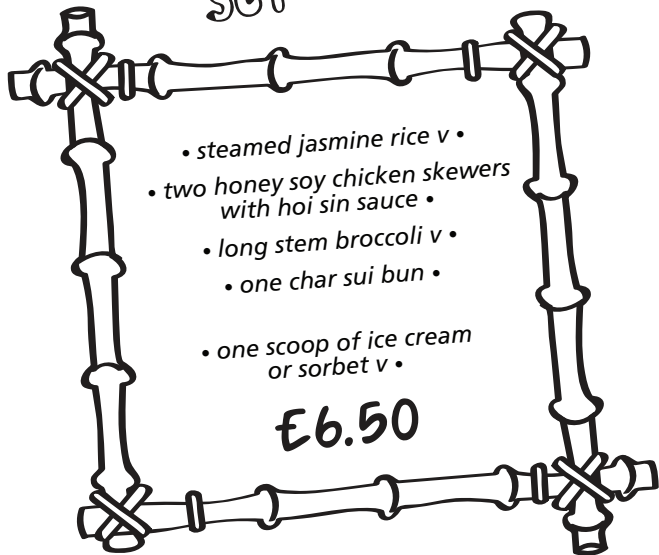 • steamed jasmine rice v •
• two honey soy chicken skewers
with hoi sin sauce •
• long stem broccoli v •
• one char sui bun •
• one scoop of ice cream
or sorbet v •
£6.50